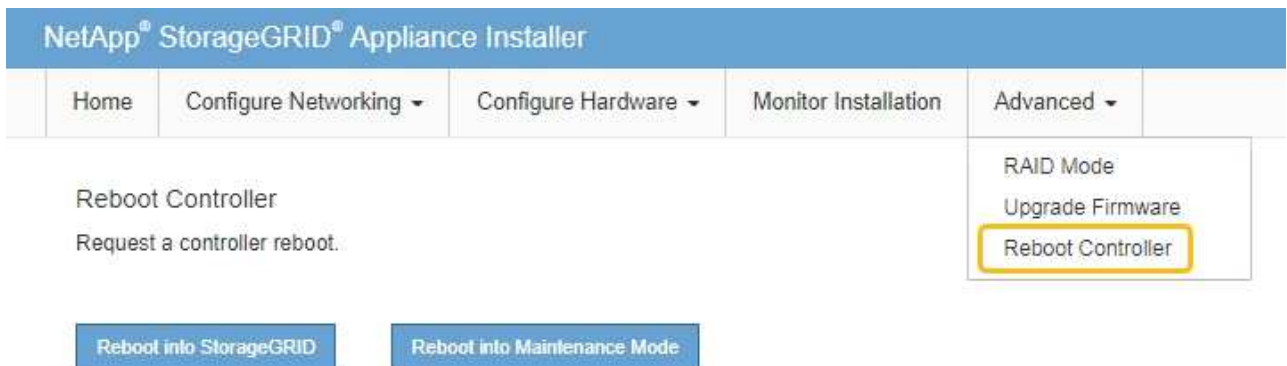 NetApp® StorageGRID® Appliance Installer
Home Configure Networking Configure Hardware Monitor Installation Advanced
RAID Mode
Upgrade Firmware
Reboot Controller
Reboot Controller
Request a controller reboot.
Reboot into StorageGRID Reboot into Maintenance Mode